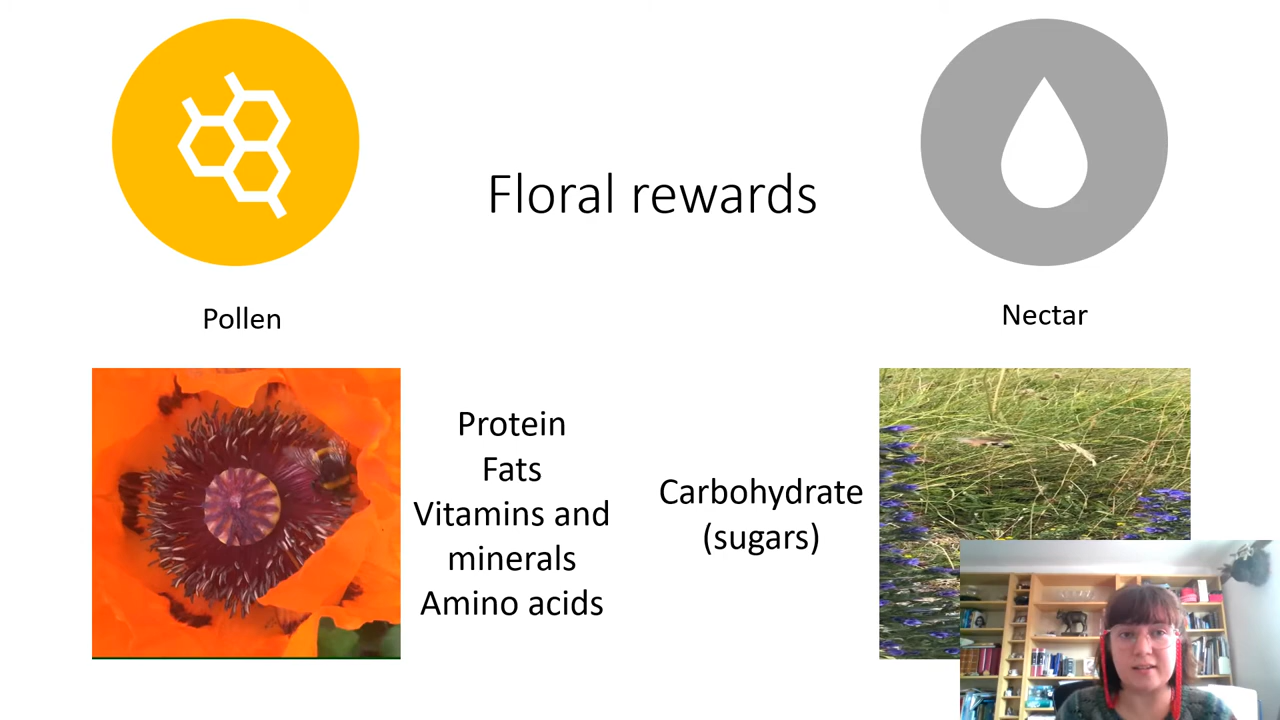 Floral rewards
Pollen
Nectar
Protein
Fats
Vitamins and
minerals
Amino acids
Carbohydrate
(sugars)